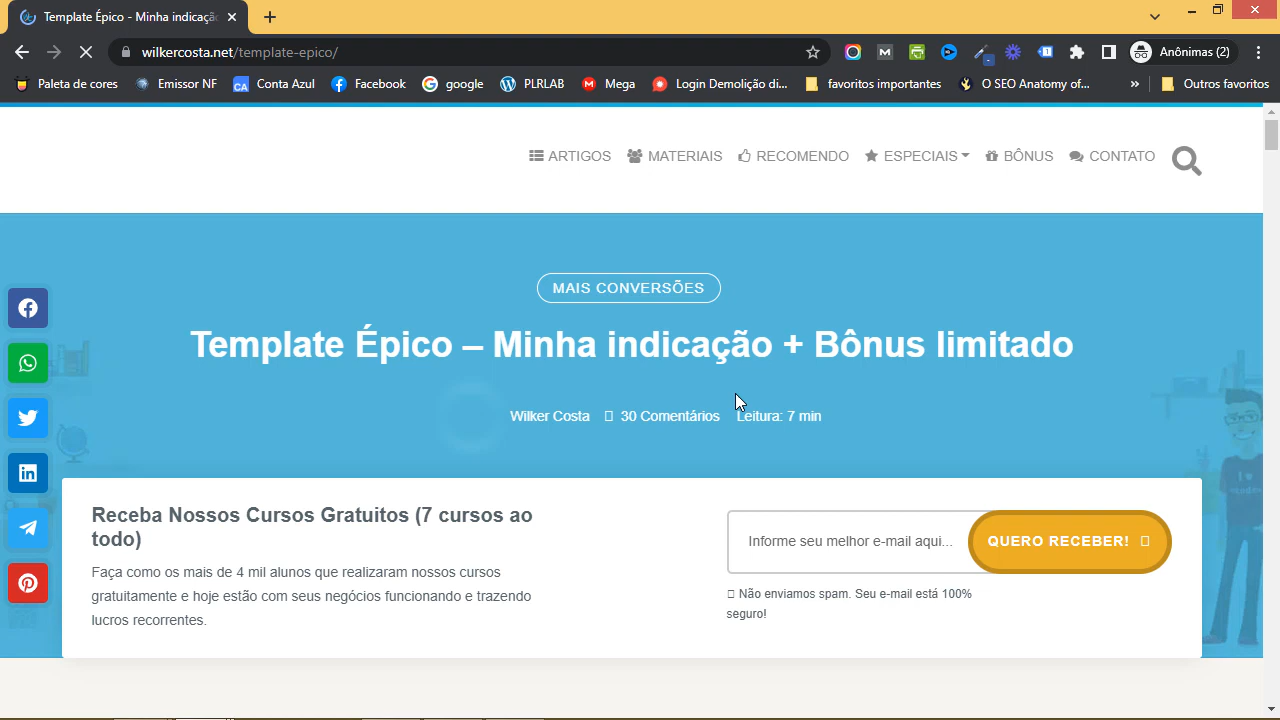 Template Épico - Minha indicaçã
wilkercosta.net/template-epico/
Anônimas (2)
Paleta de cores
Emissor NF
CA
Conta Azul
Facebook
google
PLRLAB
Mega
Login Demolição di...
favoritos importantes
O SEO Anatomy of...
»
Outros favoritos
ARTIGOS
MATERIAIS
RECOMENDO
ESPECIAIS
BÔNUS
CONTATO
MAIS CONVERSÕES
Template Épico – Minha indicação + Bônus limitado
Wilker Costa
30 Comentários
Leitura: 7 min
Receba Nossos Cursos Gratuitos (7 cursos ao
todo)
Faça como os mais de 4 mil alunos que realizaram nossos cursos
gratuitamente e hoje estão com seus negócios funcionando e trazendo
lucros recorrentes.
Informe seu melhor e-mail aqui...
QUERO RECEBER!
Não enviamos spam. Seu e-mail está 100%
seguro!